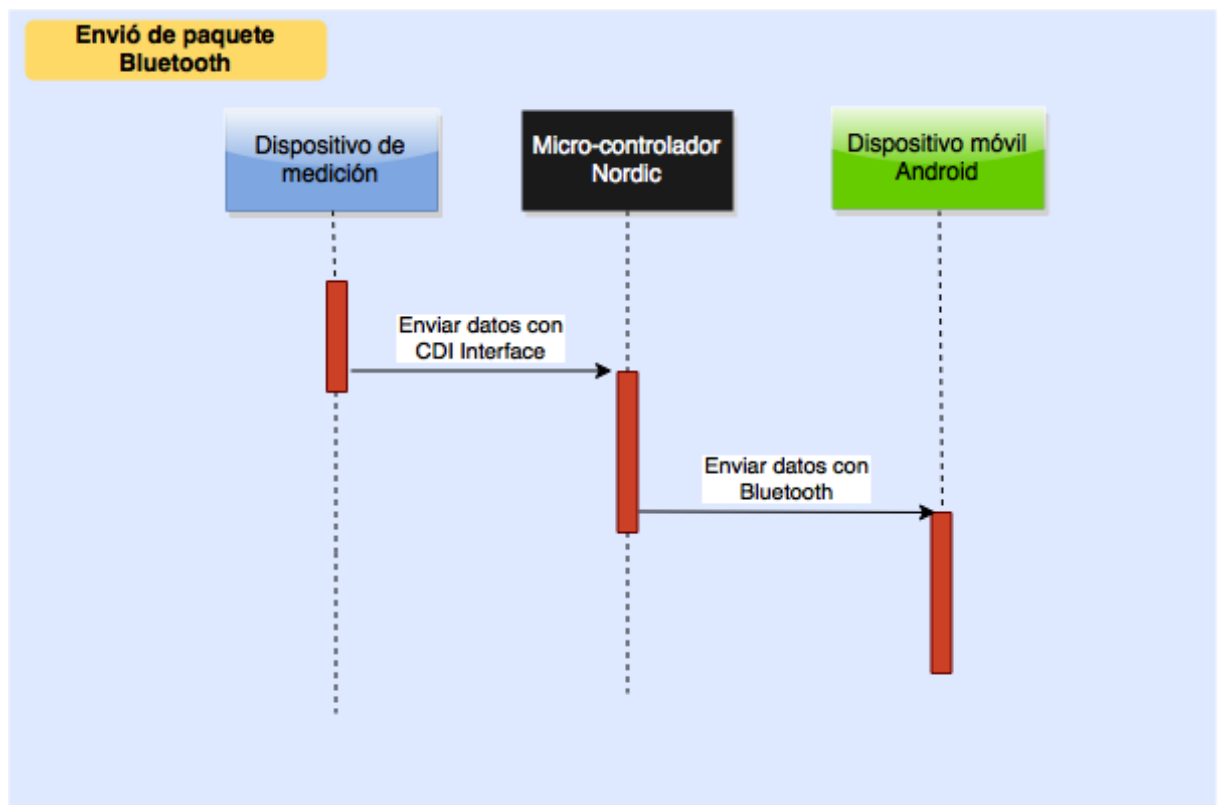 Envió de paquete
Bluetooth
Dispositivo de
medición
Micro-controlador
Nordic
Dispositivo móvil
Android
Enviar datos con
CDI Interface
Enviar datos con
Bluetooth